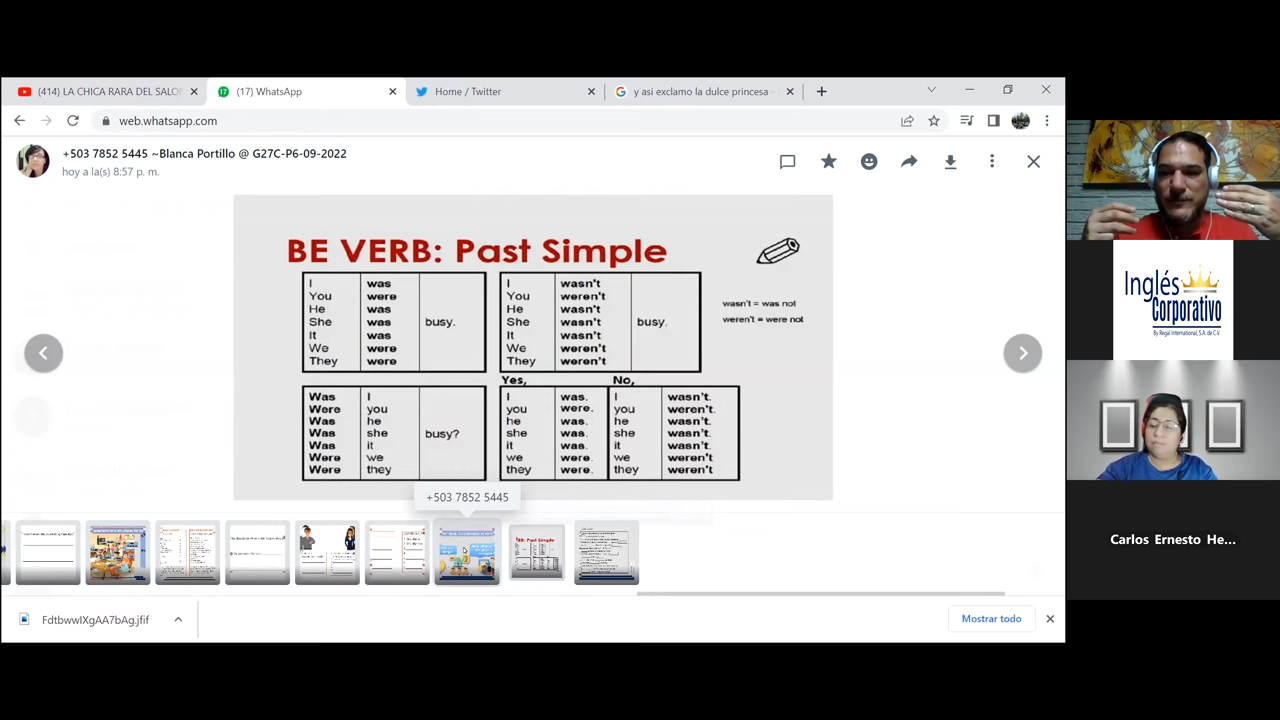 (414) LA CHICA RARA DEL SALO
(17) WhatsApp
Home / Twitter
y asi exclamo la dulce princesa -
web.whatsapp.com
+503 7852 5445 ~Blanca Portillo @ G27C-P6-09-2022
hoy a la(s) 8:57 p. m.
BE VERB: Past Simple
I was
You were
He was
She was busy.
It was
We were
They were
I wasn't
You weren't
He wasn't
She wasn't busy.
It wasn't
We weren't
They weren't
wasn't = was not
weren't = were not
Was I
Were you
Was he
Was she busy?
Was it
Were we
Were they
Yes, No,
I was. I wasn't.
you were. you weren't.
he was. he wasn't.
she was. she wasn't.
it was. it wasn't.
we were. we weren't
they were. they weren't
+503 7852 5445
RB: Past Simple
FdtbwwIXgAA7bAg.jfif
Mostrar todo
Inglés
Corporativo
By Regal International, S.A. de C.V.
Carlos Ernesto He...